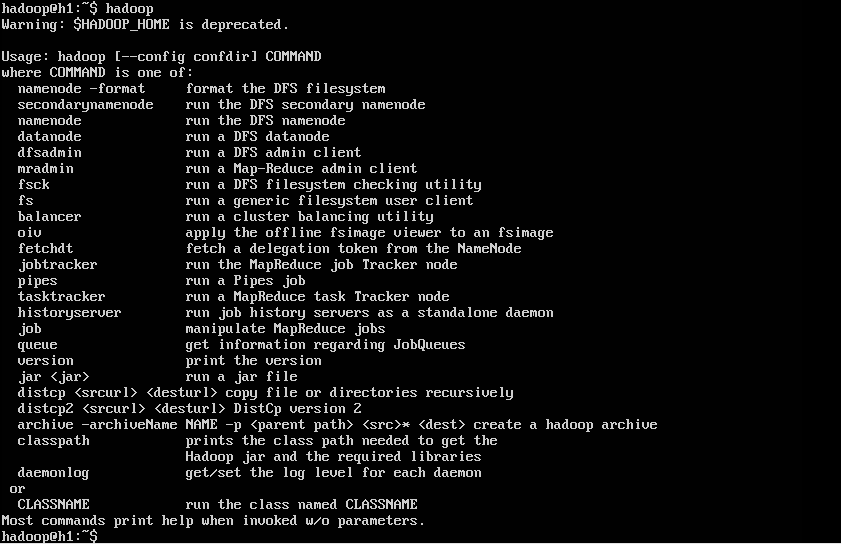 hadoop@h1:~$ hadoop
Warning: $HADOOP_HOME is deprecated.

Usage: hadoop [--config confdir] COMMAND
where COMMAND is one of:
  namenode -format     format the DFS filesystem
  secondarynamenode    run the DFS secondary namenode
  namenode             run the DFS namenode
  datanode             run a DFS datanode
  dfsadmin             run a DFS admin client
  mradmin              run a Map-Reduce admin client
  fsck                 run a DFS filesystem checking utility
  fs                   run a generic filesystem user client
  balancer             run a cluster balancing utility
  oiv                  apply the offline fsimage viewer to an fsimage
  fetchdt              fetch a delegation token from the NameNode
  jobtracker           run the MapReduce job Tracker node
  pipes                run a Pipes job
  tasktracker          run a MapReduce task Tracker node
  historyserver        run job history servers as a standalone daemon
  job                  manipulate MapReduce jobs
  queue                get information regarding JobQueues
  version              print the version
  jar <jar>            run a jar file
  distcp <srcurl> <desturl> copy file or directories recursively
  distcp2 <srcurl> <desturl> DistCp version 2
  archive -archiveName NAME -p <parent path> <src>* <dest> create a hadoop archive
  classpath            prints the class path needed to get the
                       Hadoop jar and the required libraries
  daemonlog            get/set the log level for each daemon
 or
  CLASSNAME            run the class named CLASSNAME
Most commands print help when invoked w/o parameters.
hadoop@h1:~$